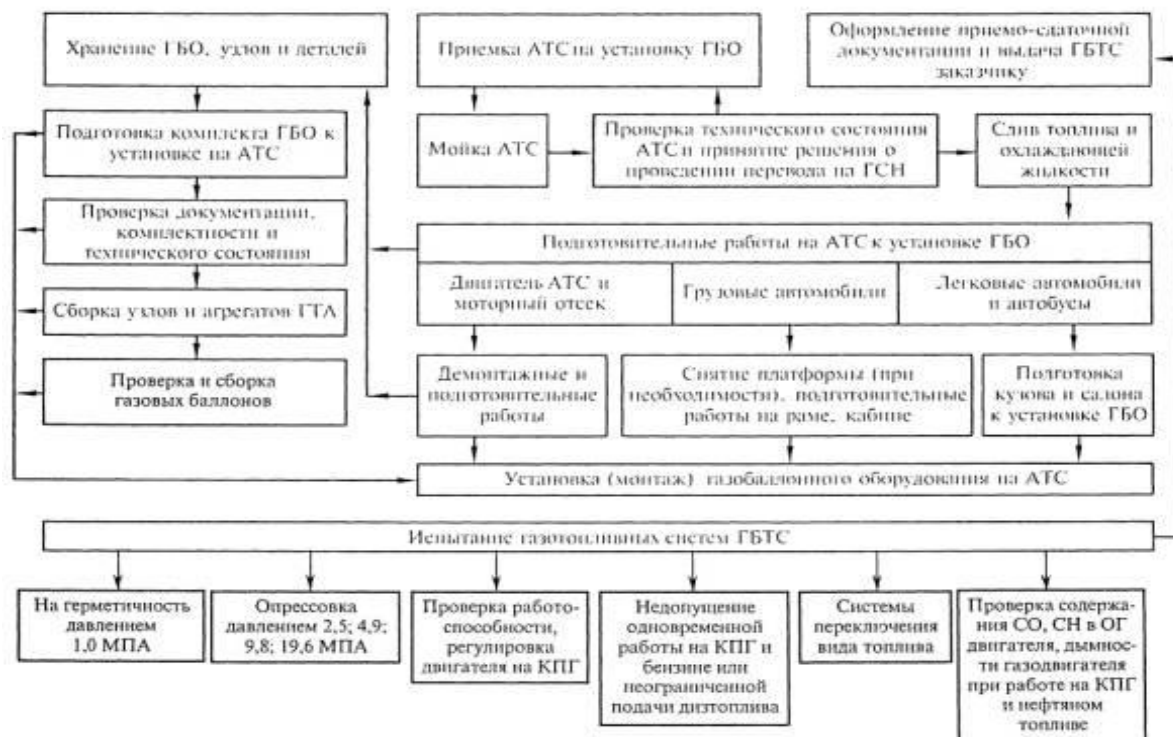 Хранение ГБО, узлов и деталей
Приемка АТС на установку ГБО
Оформление приемо-сдаточной
документации и выдача ГБТС
заказчику
Подготовка комплекта ГБО к
установке на АТС
Мойка АТС
Проверка технического состояния
АТС и принятие решения о
проведении перевода на ГСН
Слив топлива и
охлаждающей
жидкости
Проверка документации,
комплектности и
технического состояния
Подготовительные работы на АТС к установке ГБО
Двигатель АТС и
моторный отсек
Грузовые автомобили
Легковые автомобили
и автобусы
Сборка узлов и агрегатов ГТА
Проверка и сборка
газовых баллонов
Демонтажные и
подготовительные
работы
Снятие платформы (при
необходимости), подготовительные
работы на раме, кабине
Подготовка
кузова и салона
к установке ГБО
Установка (монтаж) газобаллонного оборудования на АТС
Испытание газотопливных систем ГБТС
На герметичность
давлением
1,0 МПА
Опрессовка
давлением 2,5; 4,9;
9,8; 19,6 МПА
Проверка работо-
способности,
регулировка
двигателя на КПГ
Недопущение
одновременной
работы на КПГ и
бензине или
неограниченной
подачи дизтоплива
Системы
переключения
вида топлива
Проверка содержа-
ния СО, СН в ОГ
двигателя, дымности
газодвигателя
при работе на КПГ
и нефтяном
топливе